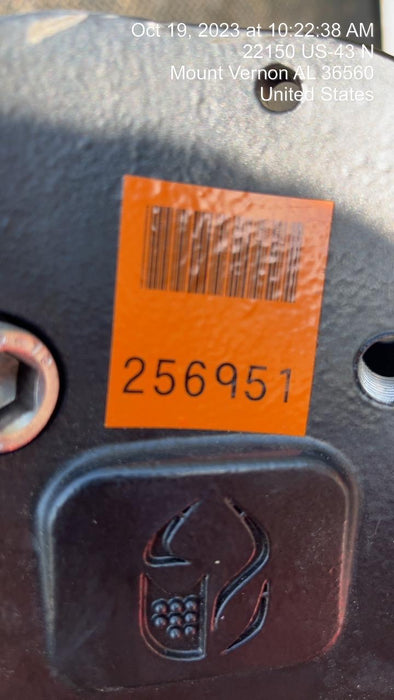 Oct 19, 2023 at 10:22:38 AM
22150 US-43 N
Mount Vernon AL 36560
United States
256951